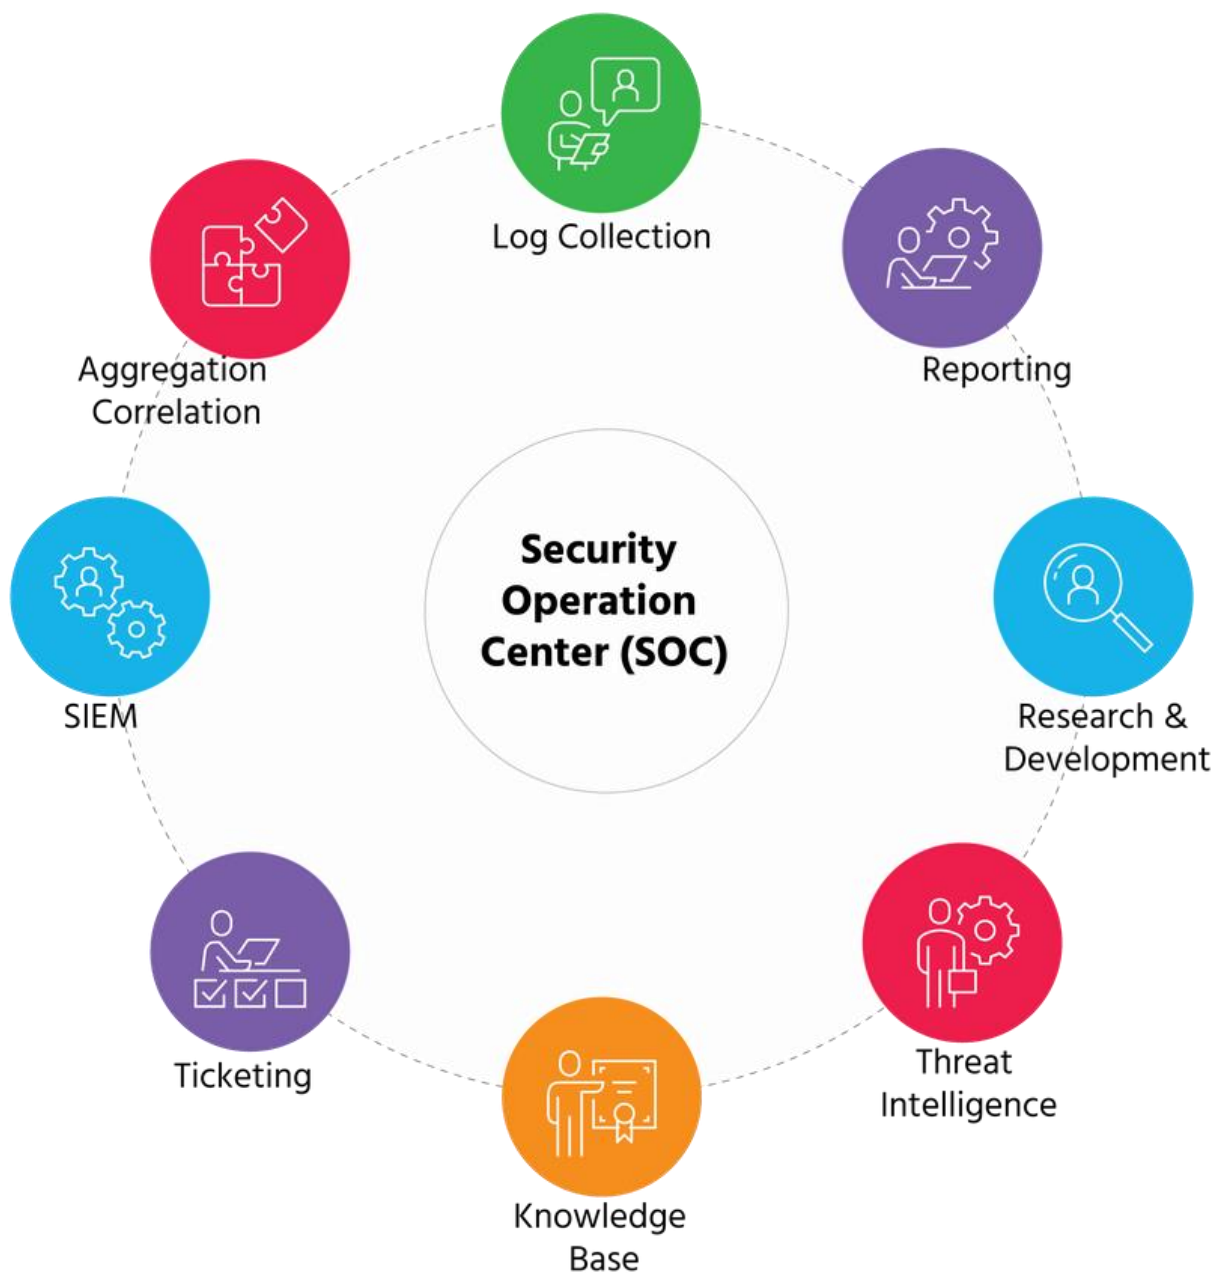 Log Collection
Reporting
Aggregation
Correlation
Security
Operation
Center (SOC)
SIEM
Research &
Development
Ticketing
Threat
Intelligence
Knowledge
Base